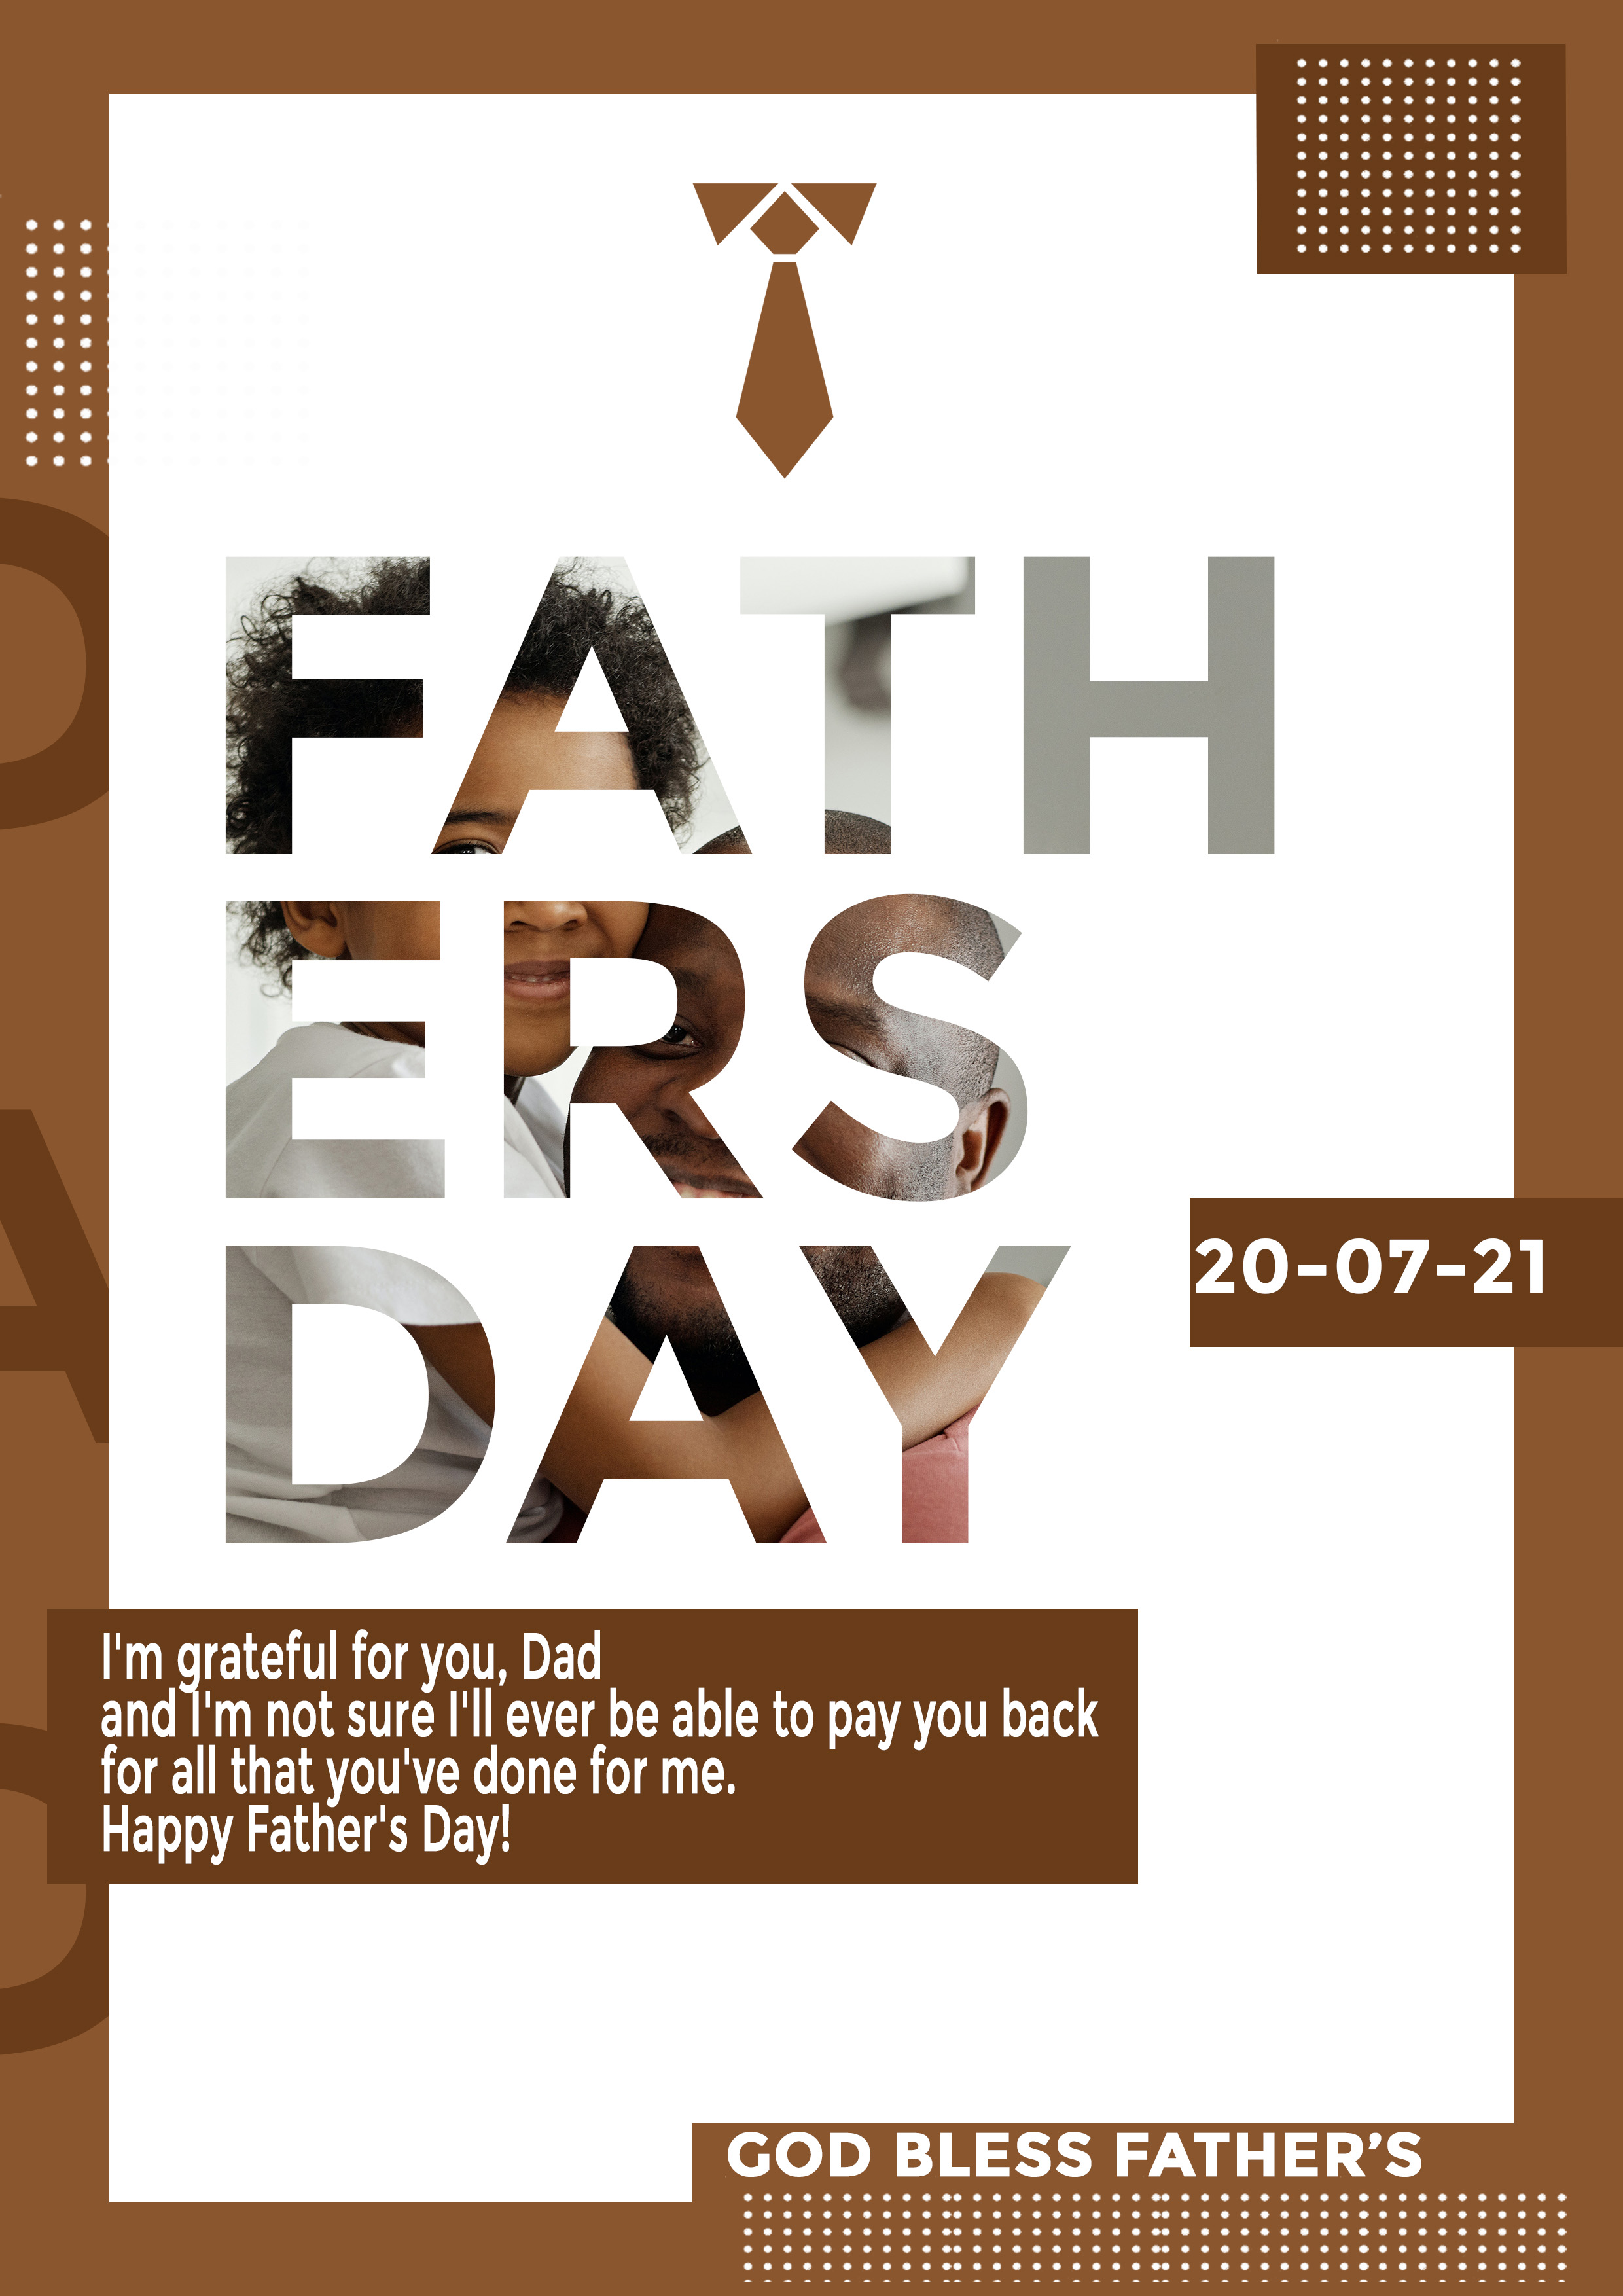 FATH
ERS
DAY
20-07-21
I'm grateful for you, Dad
and I'm not sure I'll ever be able to pay you back
for all that you've done for me.
Happy Father's Day!
GOD BLESS FATHER’S